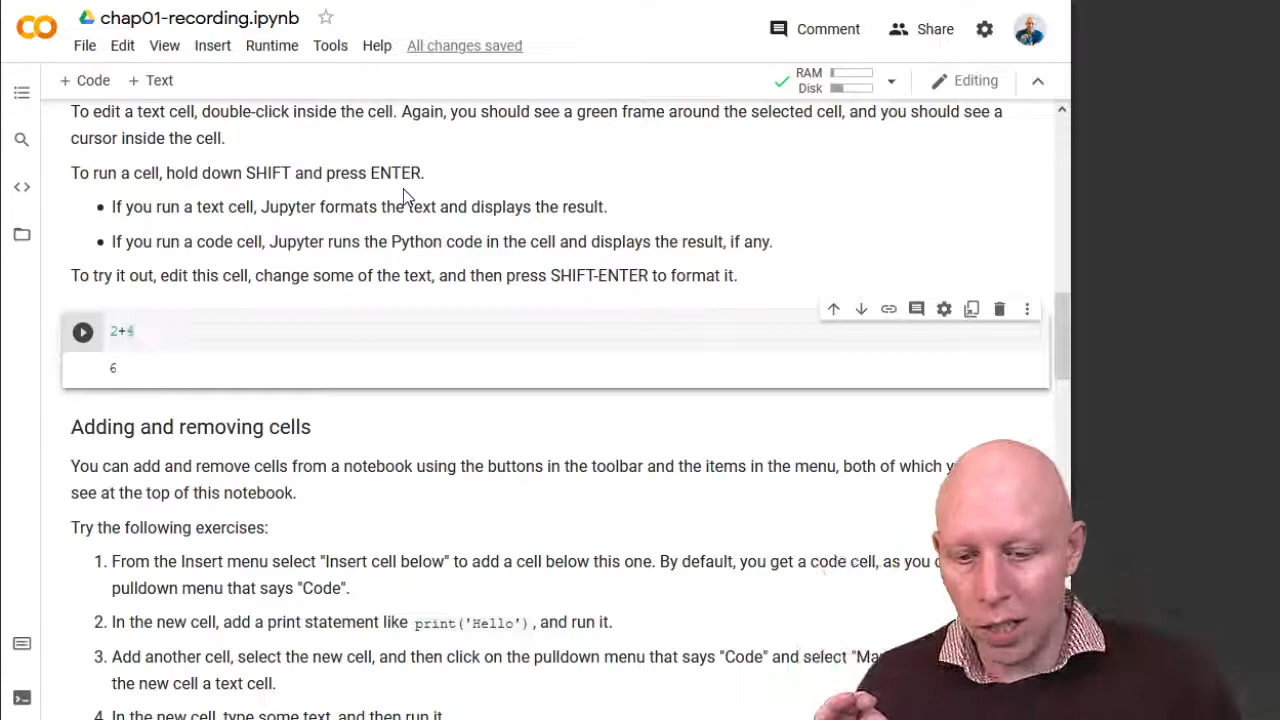 chap01-recording.ipynb
Comment
Share
File Edit View Insert Runtime Tools Help All changes saved
+ Code + Text
RAM
Disk
Editing
To edit a text cell, double-click inside the cell. Again, you should see a green frame around the selected cell, and you should see a
cursor inside the cell.
To run a cell, hold down SHIFT and press ENTER.
• If you run a text cell, Jupyter formats the text and displays the result.
• If you run a code cell, Jupyter runs the Python code in the cell and displays the result, if any.
To try it out, edit this cell, change some of the text, and then press SHIFT-ENTER to format it.
2+4
6
Adding and removing cells
You can add and remove cells from a notebook using the buttons in the toolbar and the items in the menu, both of which
see at the top of this notebook.
Try the following exercises:
1. From the Insert menu select "Insert cell below" to add a cell below this one. By default, you get a code cell, as you
pulldown menu that says "Code".
2. In the new cell, add a print statement like print('Hello'), and run it.
3. Add another cell, select the new cell, and then click on the pulldown menu that says "Code" and select
the new cell a text cell.
4. In the new cell, type some text, and then run it